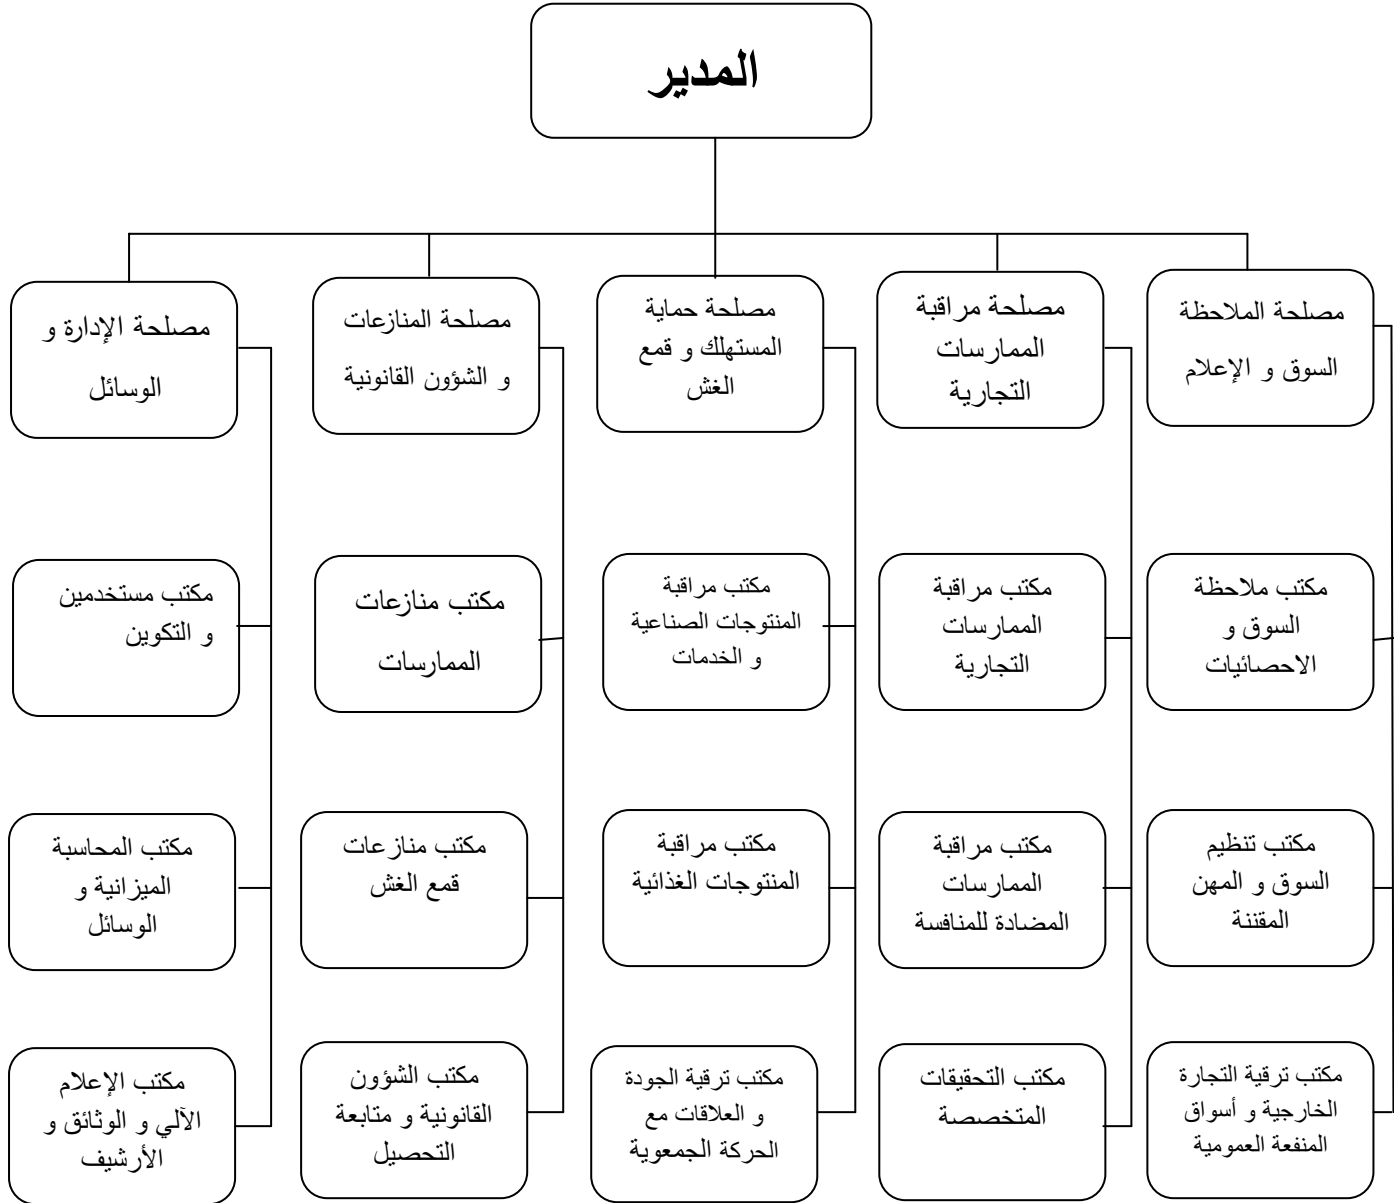 المدير
مصلحة الملاحظة
السوق و الإعلام
مصلحة مراقبة
الممارسات
التجارية
مصلحة حماية
المستهلك و قمع
الغش
مصلحة المنازعات
و الشؤون القانونية
مصلحة الإدارة و
الوسائل
مكتب ملاحظة
السوق و
الاحصائيات
مكتب مراقبة
الممارسات
التجارية
مكتب مراقبة
المنتوجات الصناعية
و الخدمات
مكتب منازعات
الممارسات
مكتب مستخدمين
و التكوين
مكتب تنظيم
السوق و المهن
المقننة
مكتب مراقبة
الممارسات
المضادة للمنافسة
مكتب مراقبة
المنتوجات الغذائية
مكتب منازعات
قمع الغش
مكتب المحاسبة
الميزانية و
الوسائل
مكتب ترقية التجارة
الخارجية و أسواق
المنفعة العمومية
مكتب التحقيقات
المتخصصة
مكتب ترقية الجودة
و العلاقات مع
الحركة الجمعوية
مكتب الشؤون
القانونية و متابعة
التحصيل
مكتب الإعلام
الآلي و الوثائق و
الأرشيف